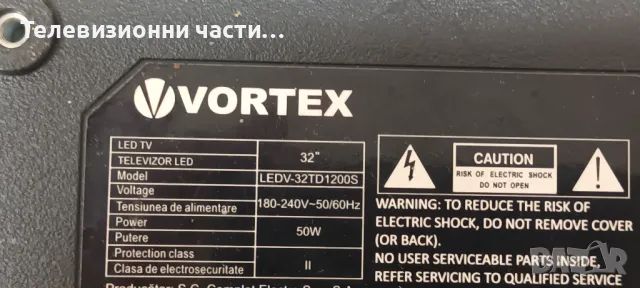 Телевизионни части…
VORTEX
LED TV
TELEVIZOR LED
32"
Model
LEDV-32TD1200S
Voltage
Tensiunea de alimentare
180-240V~50/60Hz
Power
Putere
50W
Protection class
Clasa de electrosecuritate
II
CAUTION
RISK OF ELECTRIC SHOCK
DO NOT OPEN
WARNING: TO REDUCE THE RISK OF
ELECTRIC SHOCK, DO NOT REMOVE COVER
(OR BACK).
NO USER SERVICEABLE PARTS INSIDE,
REFER SERVICING TO QUALIFIED SERVICE
BAZAR